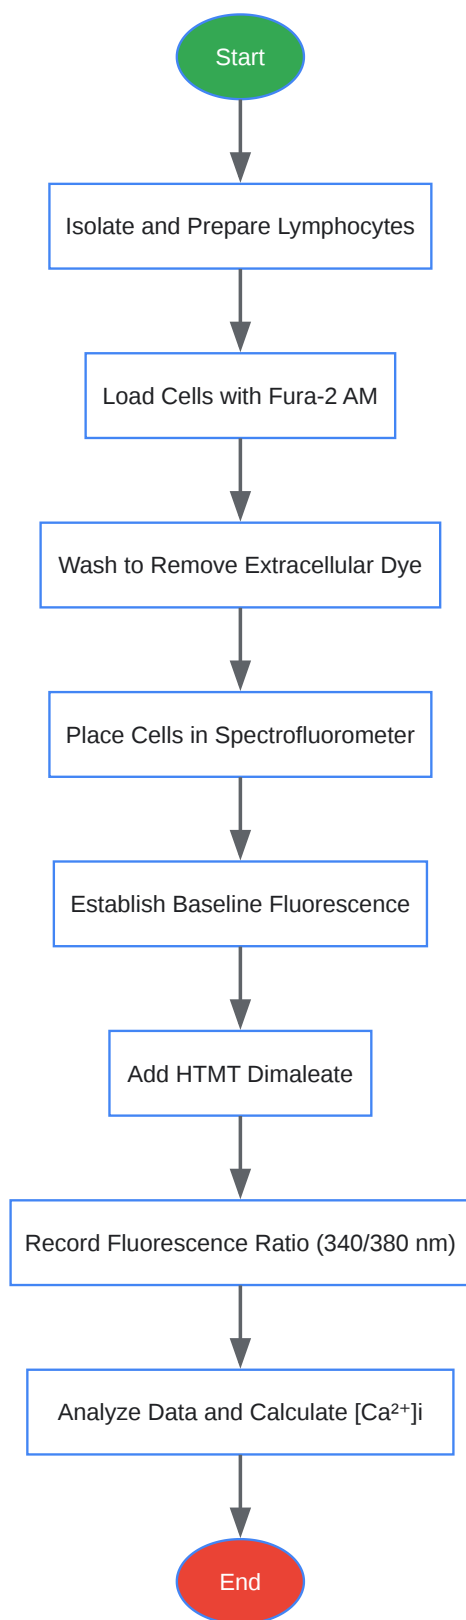 Start
Isolate and Prepare Lymphocytes
Load Cells with Fura-2 AM
Wash to Remove Extracellular Dye
Place Cells in Spectrofluorometer
Establish Baseline Fluorescence
Add HTMT Dimaleate
Record Fluorescence Ratio (340/380 nm)
Analyze Data and Calculate [Ca²⁺]i
End